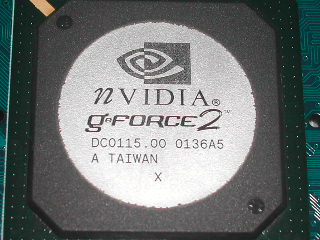 nVIDIA®
GeFORCE2™
DC0115.00 0136A5
A TAIWAN
X